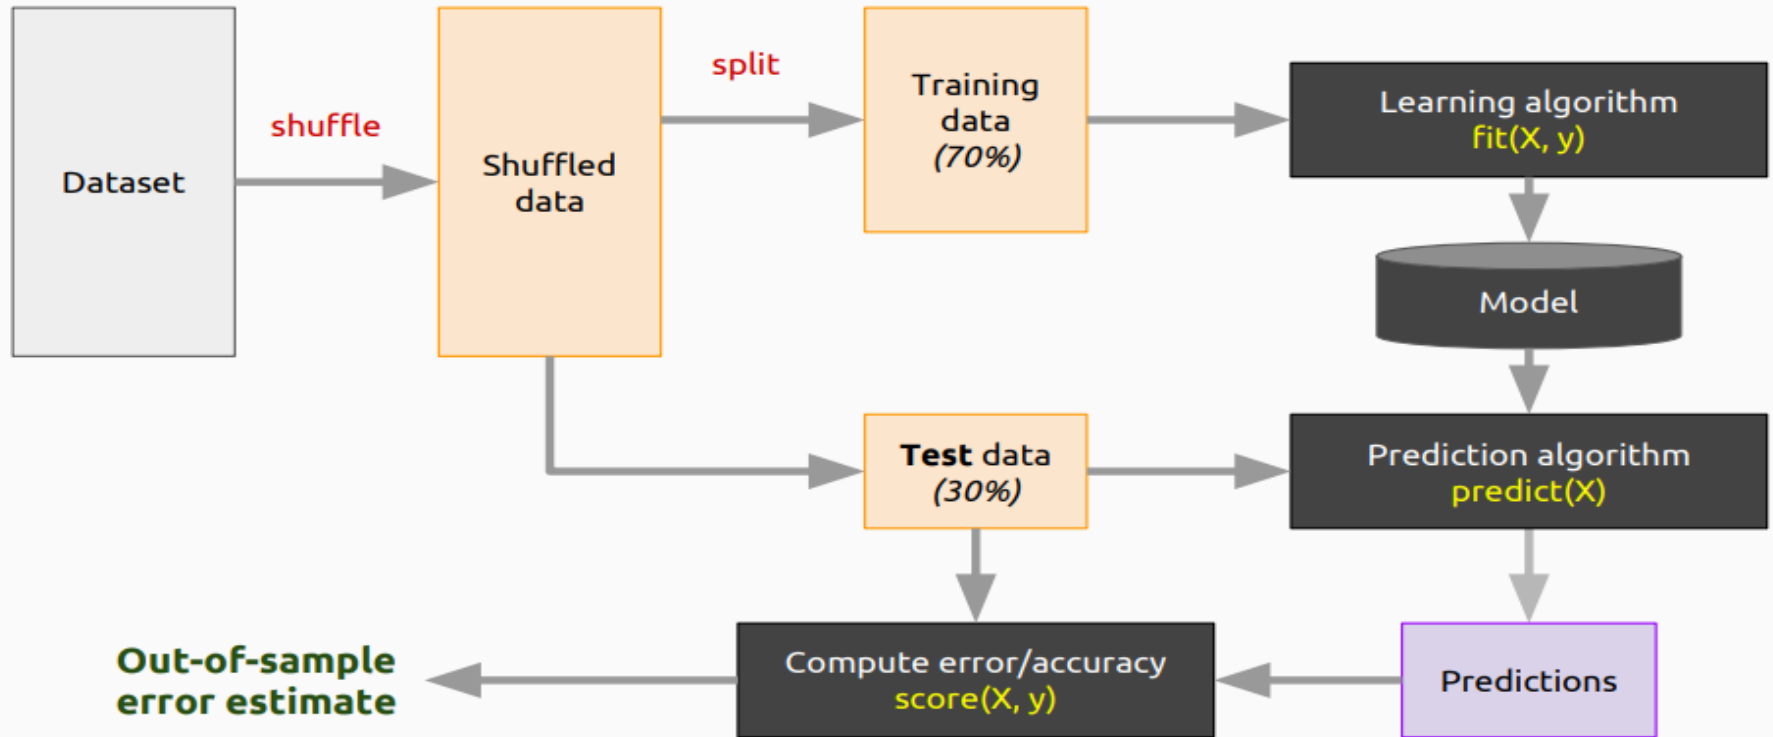 Dataset
shuffle
Shuffled
data
split
Training
data
(70%)
Learning algorithm
fit(X, y)
Model
Test data
(30%)
Prediction algorithm
predict(X)
Predictions
Compute error/accuracy
score(X, y)
Out-of-sample
error estimate